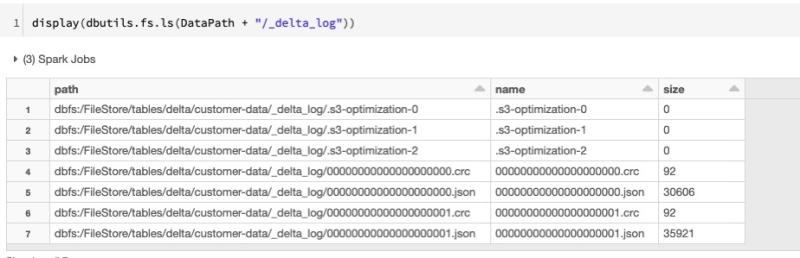 1 display(dbutils.fs.ls(DataPath + "/_delta_log"))
(3) Spark Jobs
path name size
1 dbfs:/FileStore/tables/delta/customer-data/_delta_log/.s3-optimization-0 .s3-optimization-0 0
2 dbfs:/FileStore/tables/delta/customer-data/_delta_log/.s3-optimization-1 .s3-optimization-1 0
3 dbfs:/FileStore/tables/delta/customer-data/_delta_log/.s3-optimization-2 .s3-optimization-2 0
4 dbfs:/FileStore/tables/delta/customer-data/_delta_log/00000000000000000000.crc 00000000000000000000.crc 92
5 dbfs:/FileStore/tables/delta/customer-data/_delta_log/00000000000000000000.json 00000000000000000000.json 30606
6 dbfs:/FileStore/tables/delta/customer-data/_delta_log/00000000000000000001.crc 00000000000000000001.crc 92
7 dbfs:/FileStore/tables/delta/customer-data/_delta_log/00000000000000000001.json 00000000000000000001.json 35921